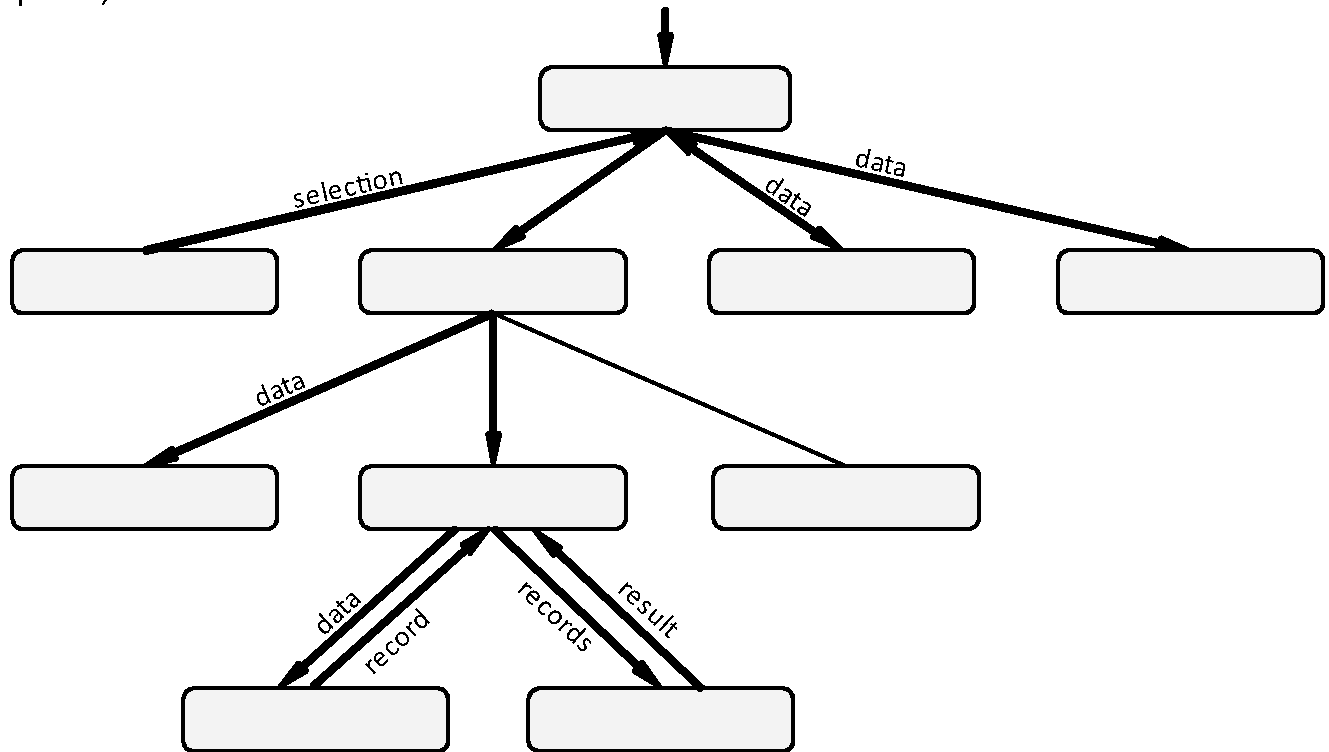 selection
data
data
data
data
record
records
result